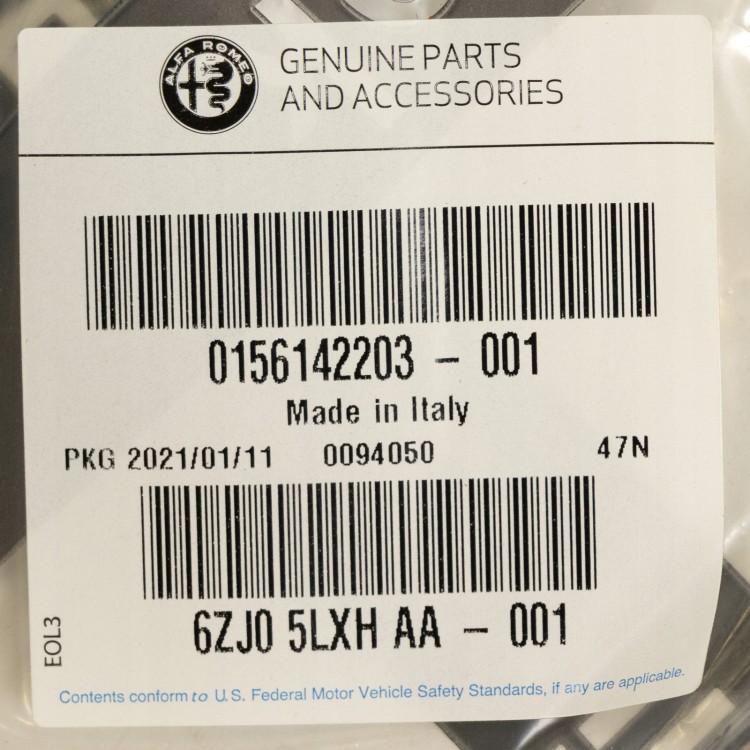 ALFA ROMEO
GENUINE PARTS
AND ACCESSORIES
0156142203 - 001
Made in Italy
PKG 2021/01/11 0094050 47N
6ZJ0 5LXH AA - 001
EOL3
Contents conform to U.S. Federal Motor Vehicle Safety Standards, if any are applicable.